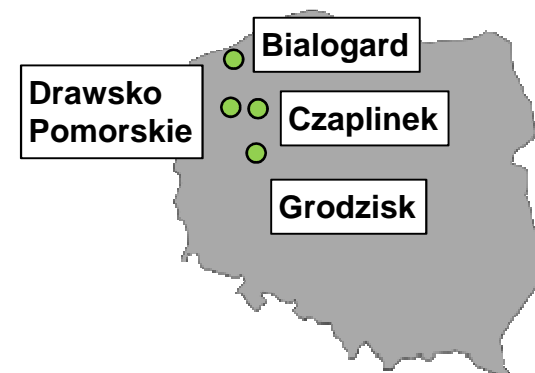 Bialogard
Drawsko
Pomorskie
Czaplinek
Grodzisk